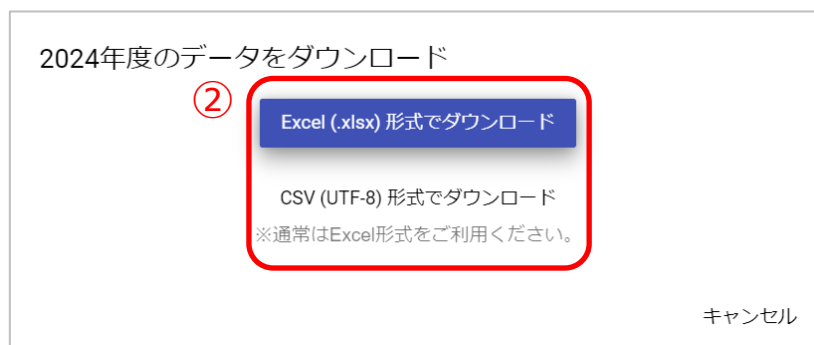 2024年度のデータをダウンロード
②
Excel (.xlsx) 形式でダウンロード
CSV (UTF-8) 形式でダウンロード
※通常はExcel形式をご利用ください。
キャンセル